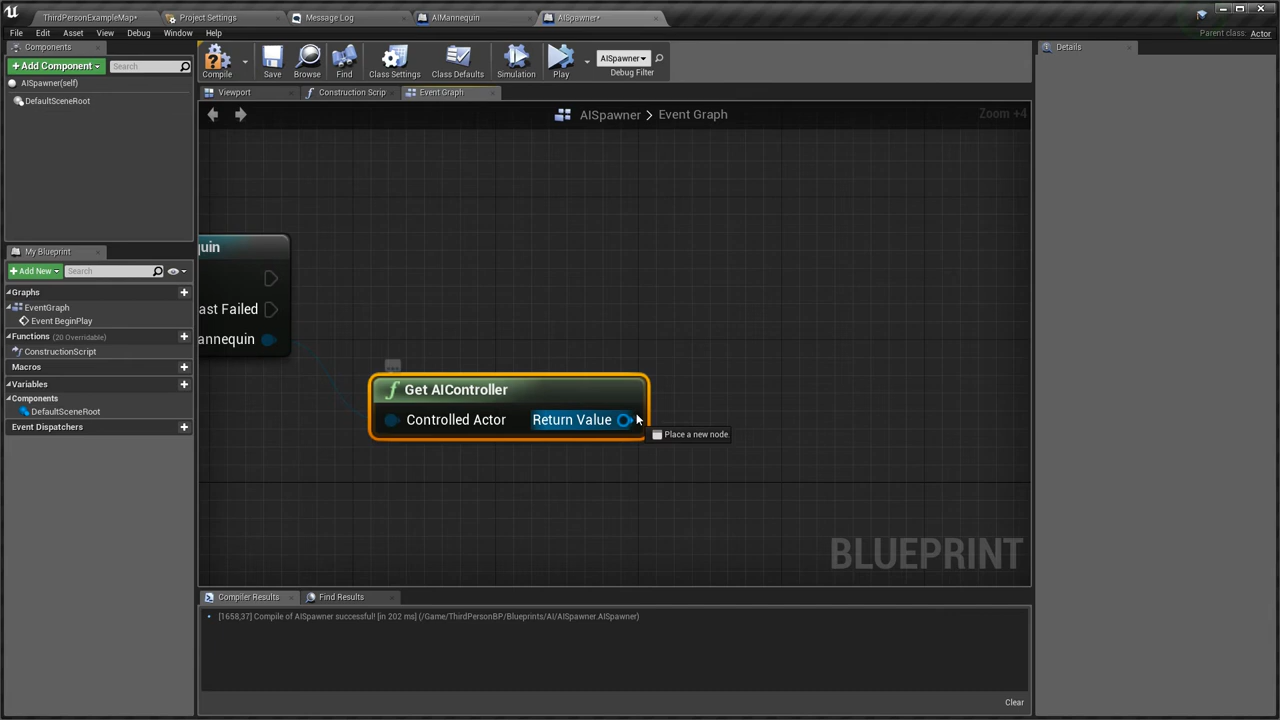 ThirdPersonExampleMap*
Project Settings
Message Log
AIMannequin
AISpawner*
File Edit Asset View Debug Window Help
Parent class: Actor
Components
+ Add Component
Search
AISpawner(self)
DefaultSceneRoot
Compile
Save
Browse
Find
Class Settings
Class Defaults
Simulation
Play
AISpawner
Debug Filter
Details
Viewport
Construction Scrip
Event Graph
AISpawner > Event Graph
Zoom +4
quin
ast Failed
annequin
Get AIController
Controlled Actor
Return Value
Place a new node.
BLUEPRINT
My Blueprint
+ Add New
Search
Graphs
EventGraph
Event BeginPlay
Functions (20 Overridable)
ConstructionScript
Macros
Variables
Components
DefaultSceneRoot
Event Dispatchers
Compiler Results
Find Results
[1658,37] Compile of AISpawner successful! [in 202 ms] (/Game/ThirdPersonBP/Blueprints/AI/AISpawner.AISpawner)
Clear